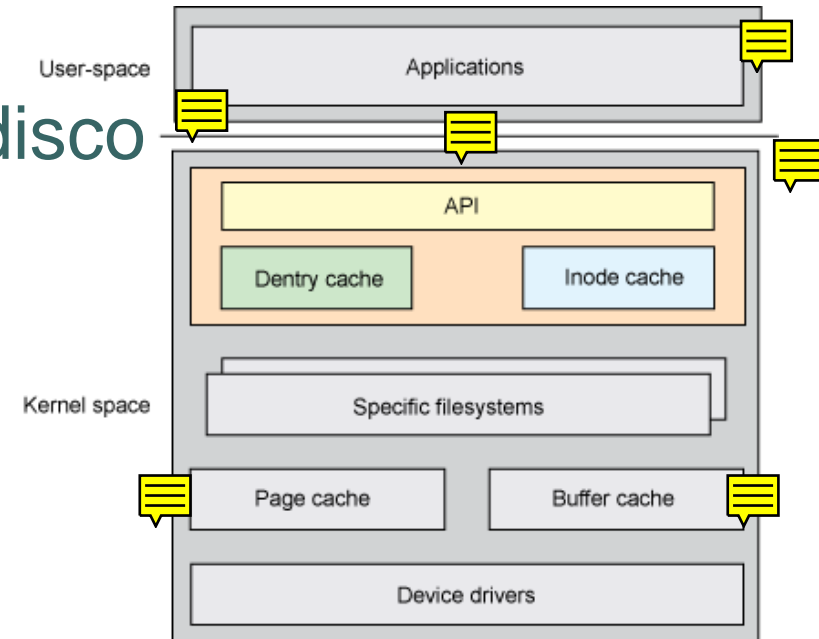 User-space
Applications
disco
API
Dentry cache
Inode cache
Kernel space
Specific filesystems
Page cache
Buffer cache
Device drivers